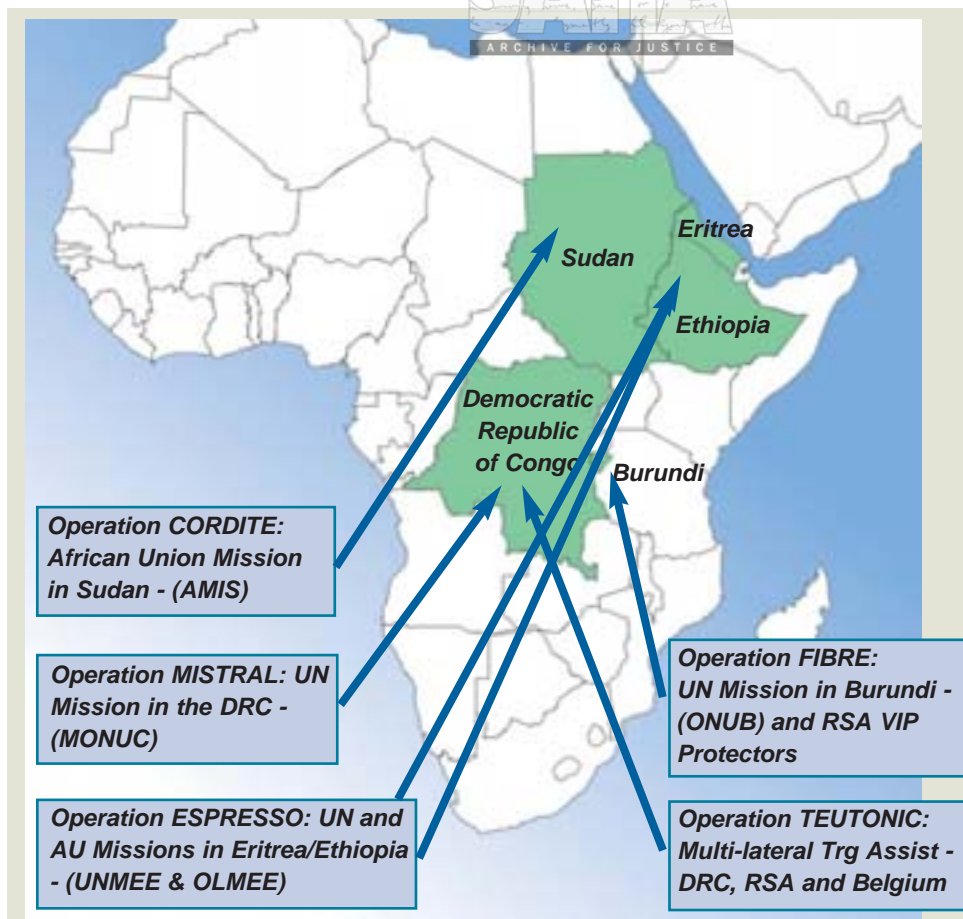 ARCHIVE FOR JUSTICE
Eritrea
Sudan
Ethiopia
Democratic
Republic
of Congo
Burundi
Operation CORDITE:
African Union Mission
in Sudan - (AMIS)
Operation MISTRAL: UN
Mission in the DRC -
(MONUC)
Operation ESPRESSO: UN and
AU Missions in Eritrea/Ethiopia
- (UNMEE & OLMEE)
Operation FIBRE:
UN Mission in Burundi -
(ONUB) and RSA VIP
Protectors
Operation TEUTONIC:
Multi-lateral Trg Assist -
DRC, RSA and Belgium